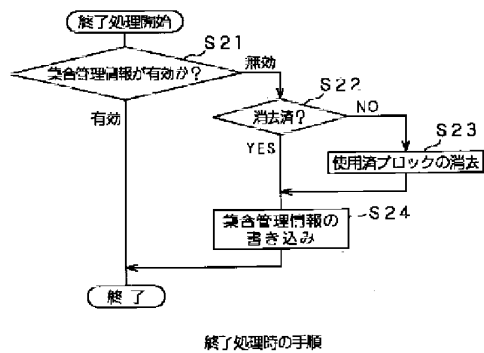 終了処理開始
S21
集合管理情報が有効か?
無効
S22
有効
消去済?
NO
YES
S23
使用済ブロックの消去
S24
集合管理情報の
書き込み
終了
終了処理時の手順